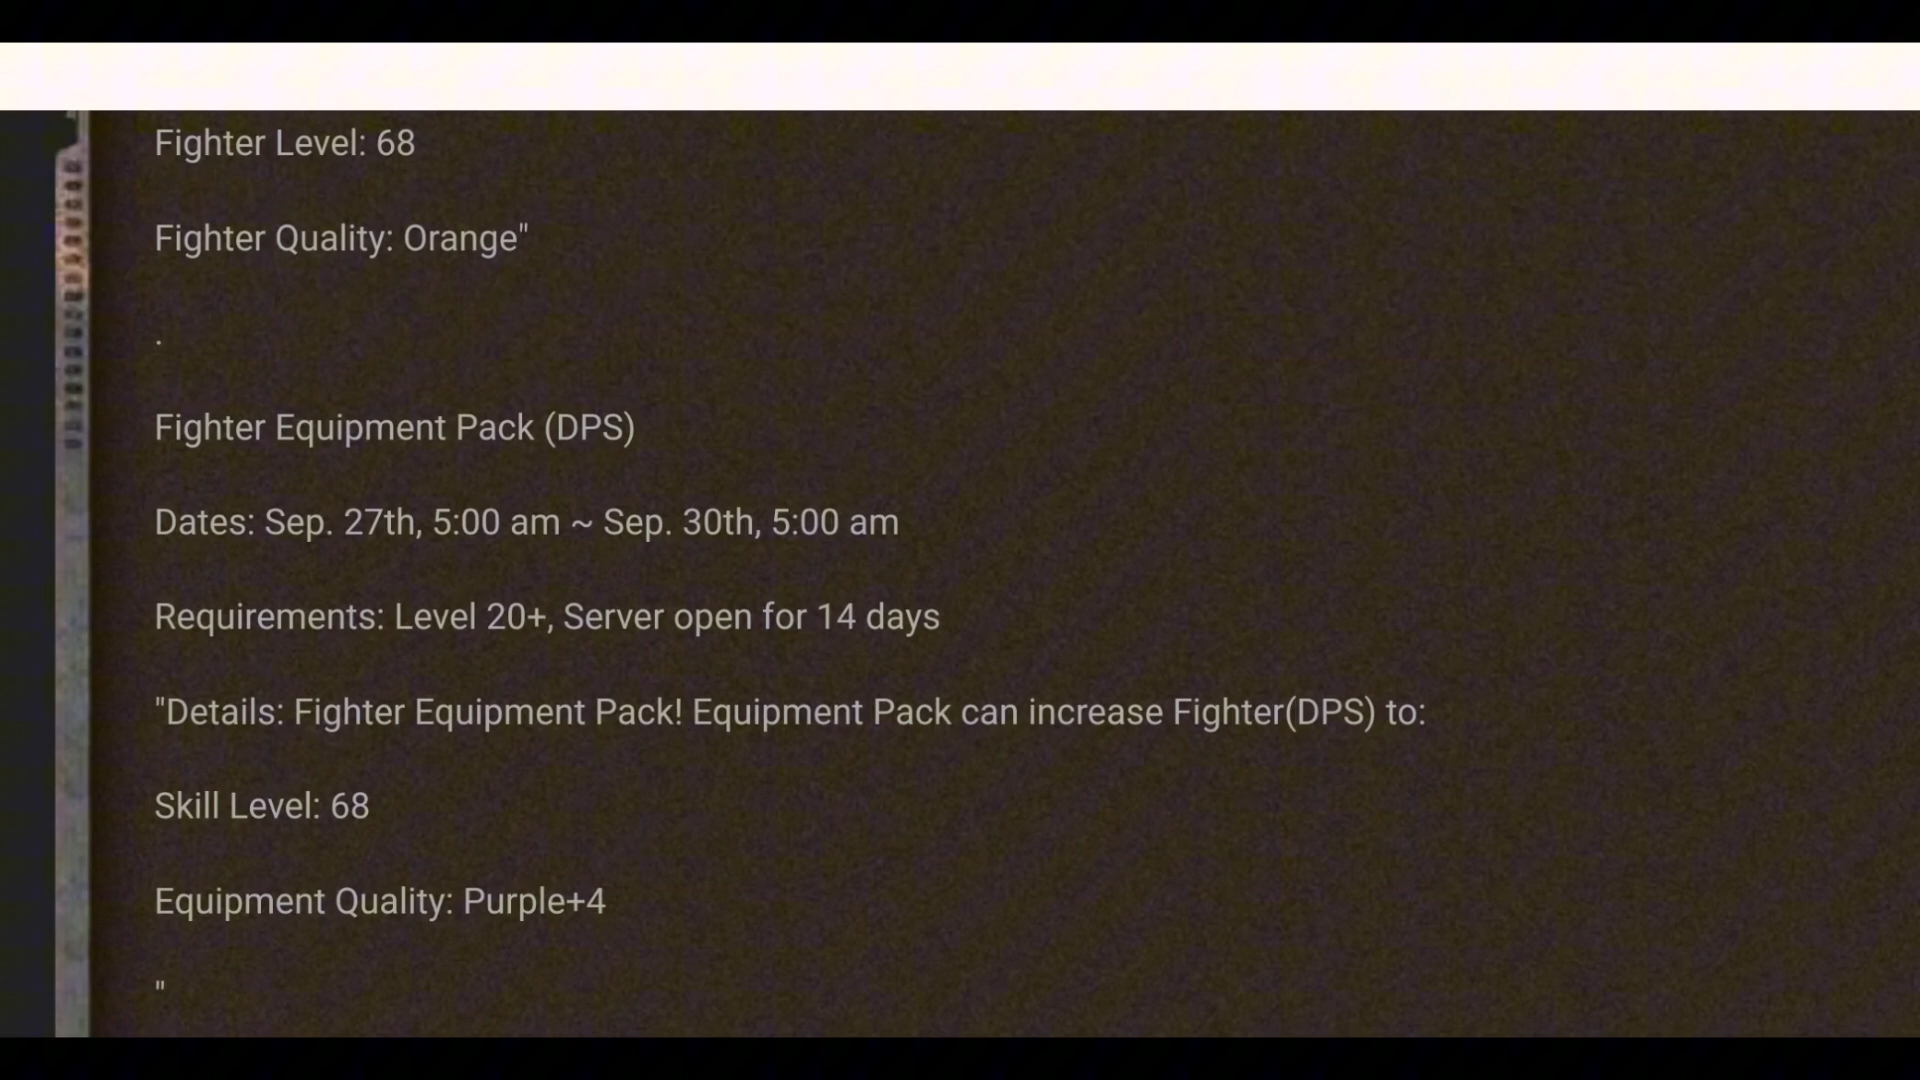 Fighter Level: 68
Fighter Quality: Orange"
.
Fighter Equipment Pack (DPS)
Dates: Sep. 27th, 5:00 am ~ Sep. 30th, 5:00 am
Requirements: Level 20+, Server open for 14 days
"Details: Fighter Equipment Pack! Equipment Pack can increase Fighter(DPS) to:
Skill Level: 68
Equipment Quality: Purple+4
"